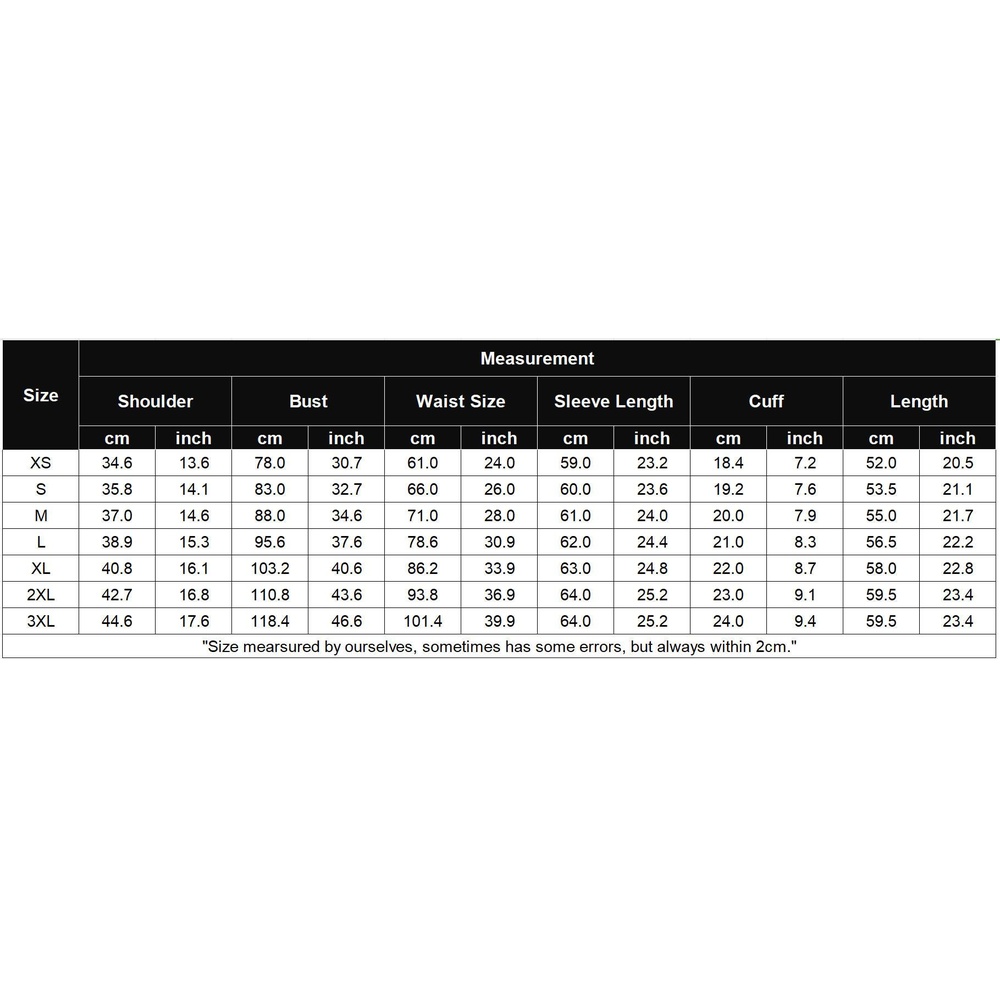 Size
Measurement
Shoulder Bust Waist Size Sleeve Length Cuff Length
cm inch cm inch cm inch cm inch cm inch cm inch
XS 34.6 13.6 78.0 30.7 61.0 24.0 59.0 23.2 18.4 7.2 52.0 20.5
S 35.8 14.1 83.0 32.7 66.0 26.0 60.0 23.6 19.2 7.6 53.5 21.1
M 37.0 14.6 88.0 34.6 71.0 28.0 61.0 24.0 20.0 7.9 55.0 21.7
L 38.9 15.3 95.6 37.6 78.6 30.9 62.0 24.4 21.0 8.3 56.5 22.2
XL 40.8 16.1 103.2 40.6 86.2 33.9 63.0 24.8 22.0 8.7 58.0 22.8
2XL 42.7 16.8 110.8 43.6 93.8 36.9 64.0 25.2 23.0 9.1 59.5 23.4
3XL 44.6 17.6 118.4 46.6 101.4 39.9 64.0 25.2 24.0 9.4 59.5 23.4
"Size mearsured by ourselves, sometimes has some errors, but always within 2cm."